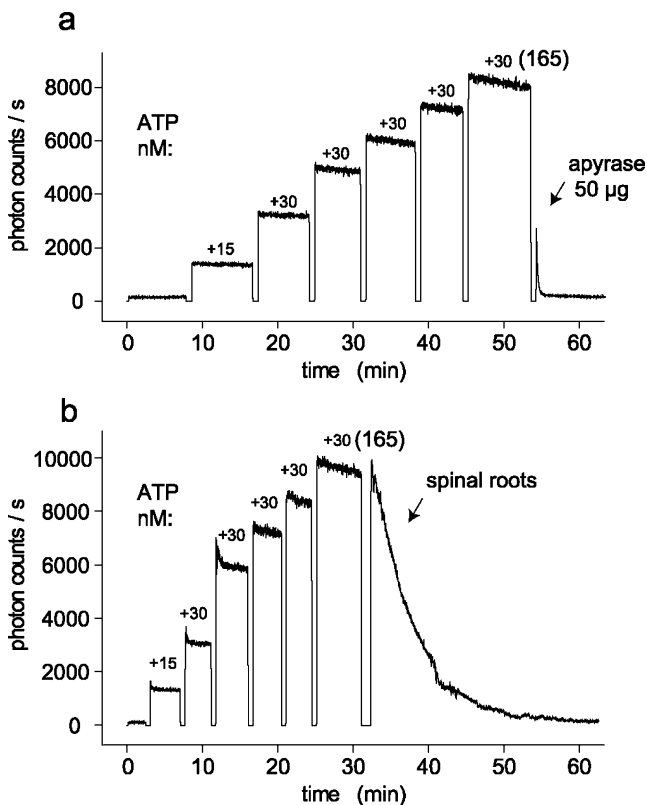 a
+30 (165)
8000
ATP
nM:
+30
+30
6000
+30
apyrase
50 µg
4000
+30
+15
2000
0
photon counts / s
0 10 20 30 40 50 60
time (min)
b
+30 (165)
10000
ATP
nM:
+30
spinal roots
8000
+30
+30
6000
4000
+30
+15
2000
0
photon counts / s
0 10 20 30 40 50 60
time (min)